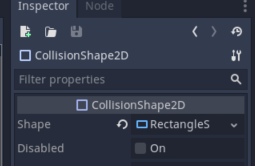 Inspector Node
CollisionShape2D
Filter properties
CollisionShape2D
Shape RectangleS
Disabled On